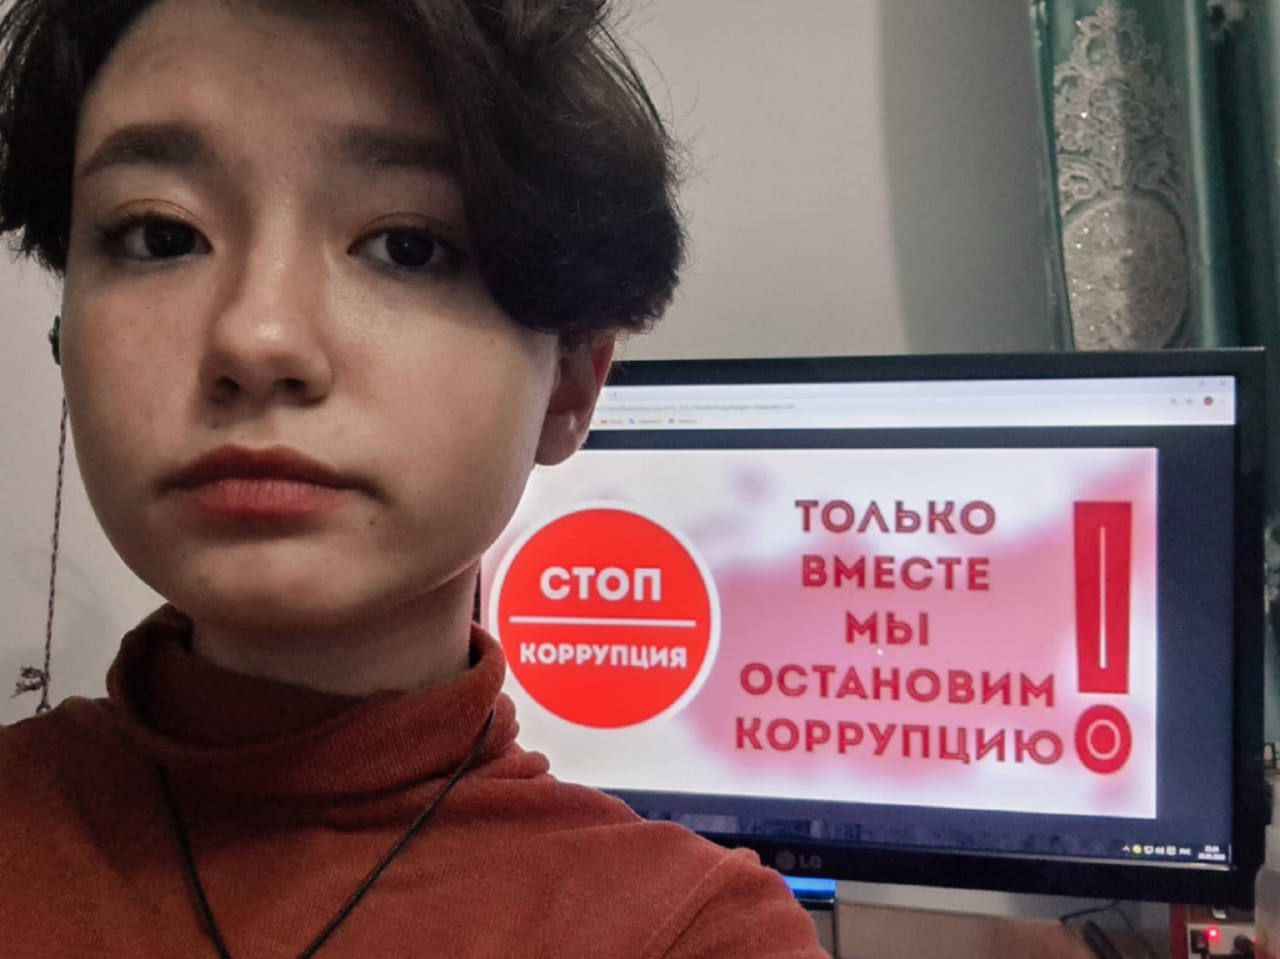 СТОП
КОРРУПЦИЯ
ТОЛЬКО
ВМЕСТЕ
МЫ
ОСТАНОВИМ
КОРРУПЦИЮ
!
LG